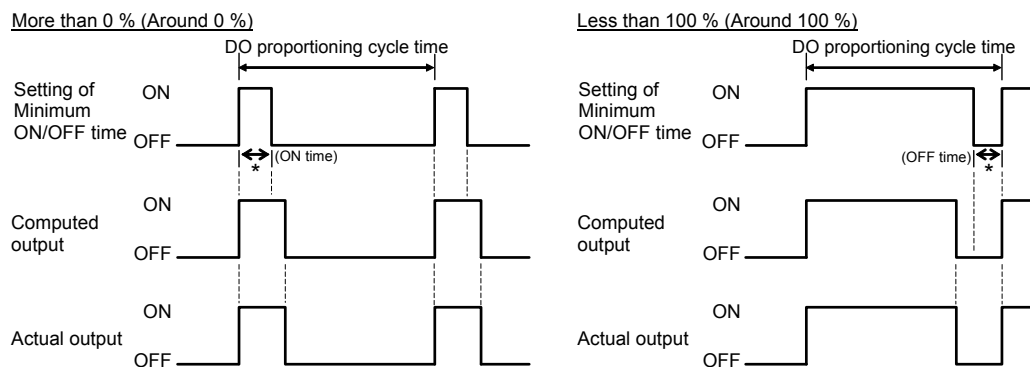 More than 0 % (Around 0 %)
DO proportioning cycle time
Setting of
Minimum
ON/OFF time
ON
OFF
(ON time)
*
Computed
output
ON
OFF
Actual output
ON
OFF
Less than 100 % (Around 100 %)
DO proportioning cycle time
Setting of
Minimum
ON/OFF time
ON
OFF
(OFF time)
*
Computed
output
ON
OFF
Actual output
ON
OFF